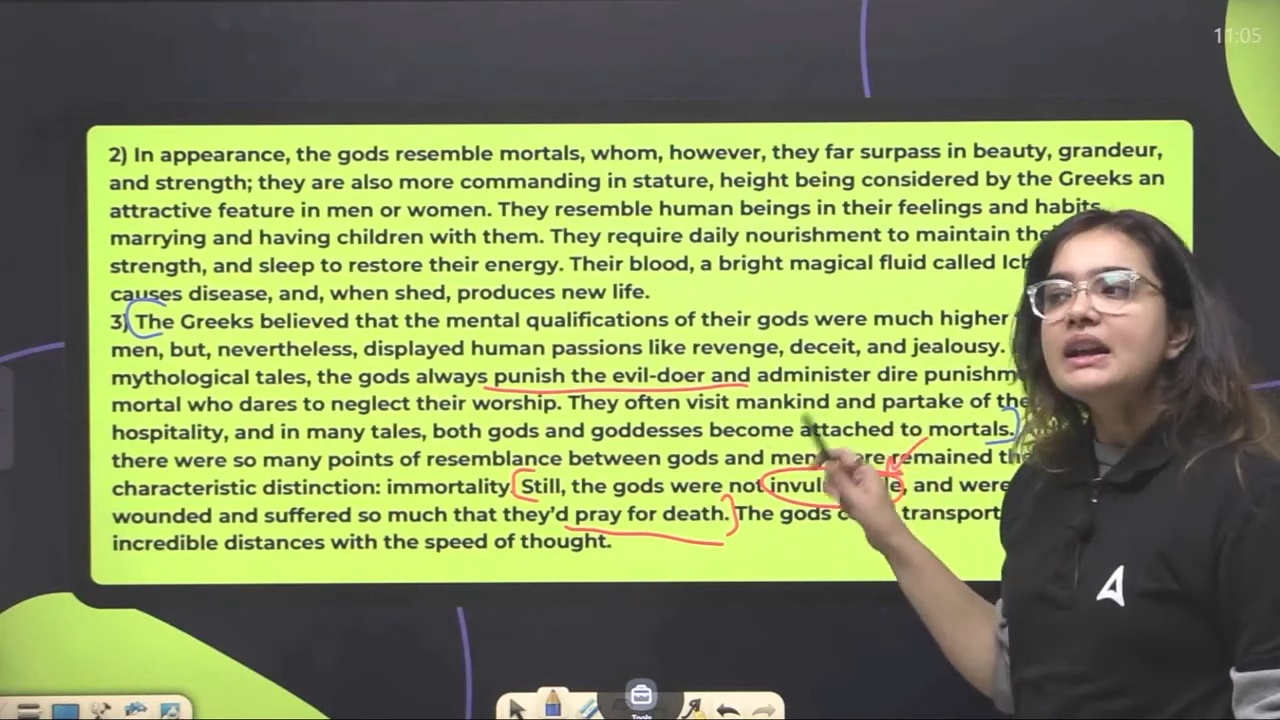 11:05
2) In appearance, the gods resemble mortals, whom, however, they far surpass in beauty, grandeur,
and strength; they are also more commanding in stature, height being considered by the Greeks an
attractive feature in men or women. They resemble human beings in their feelings and habits,
marrying and having children with them. They require daily nourishment to maintain
strength, and sleep to restore their energy. Their blood, a bright magical fluid called
causes disease, and, when shed, produces new life.
3) The Greeks believed that the mental qualifications of their gods were much higher
men, but, nevertheless, displayed human passions like revenge, deceit, and jealousy.
mythological tales, the gods always punish the evil-doer and administer dire
mortal who dares to neglect their worship. They often visit mankind and partake of
hospitality, and in many tales, both gods and goddesses become attached to mortals.
there were so many points of resemblance between gods and remained
characteristic distinction: immortality. Still, the gods were not and were
wounded and suffered so much that they'd pray for death. The gods transport
incredible distances with the speed of thought.
Tools